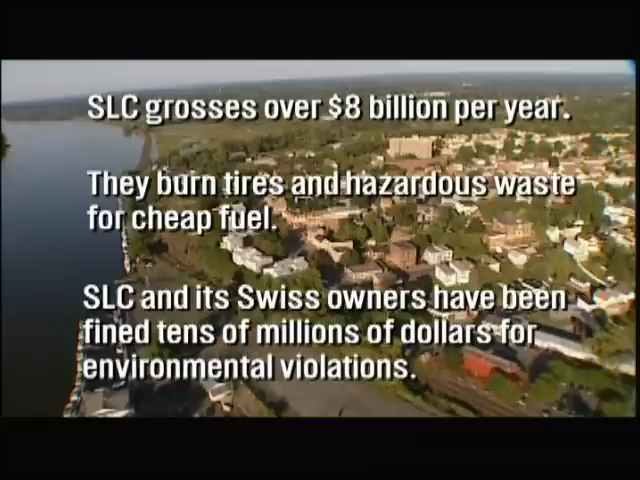 SLC grosses over $8 billion per year.
They burn tires and hazardous waste
for cheap fuel.
SLC and its Swiss owners have been
fined tens of millions of dollars for
environmental violations.